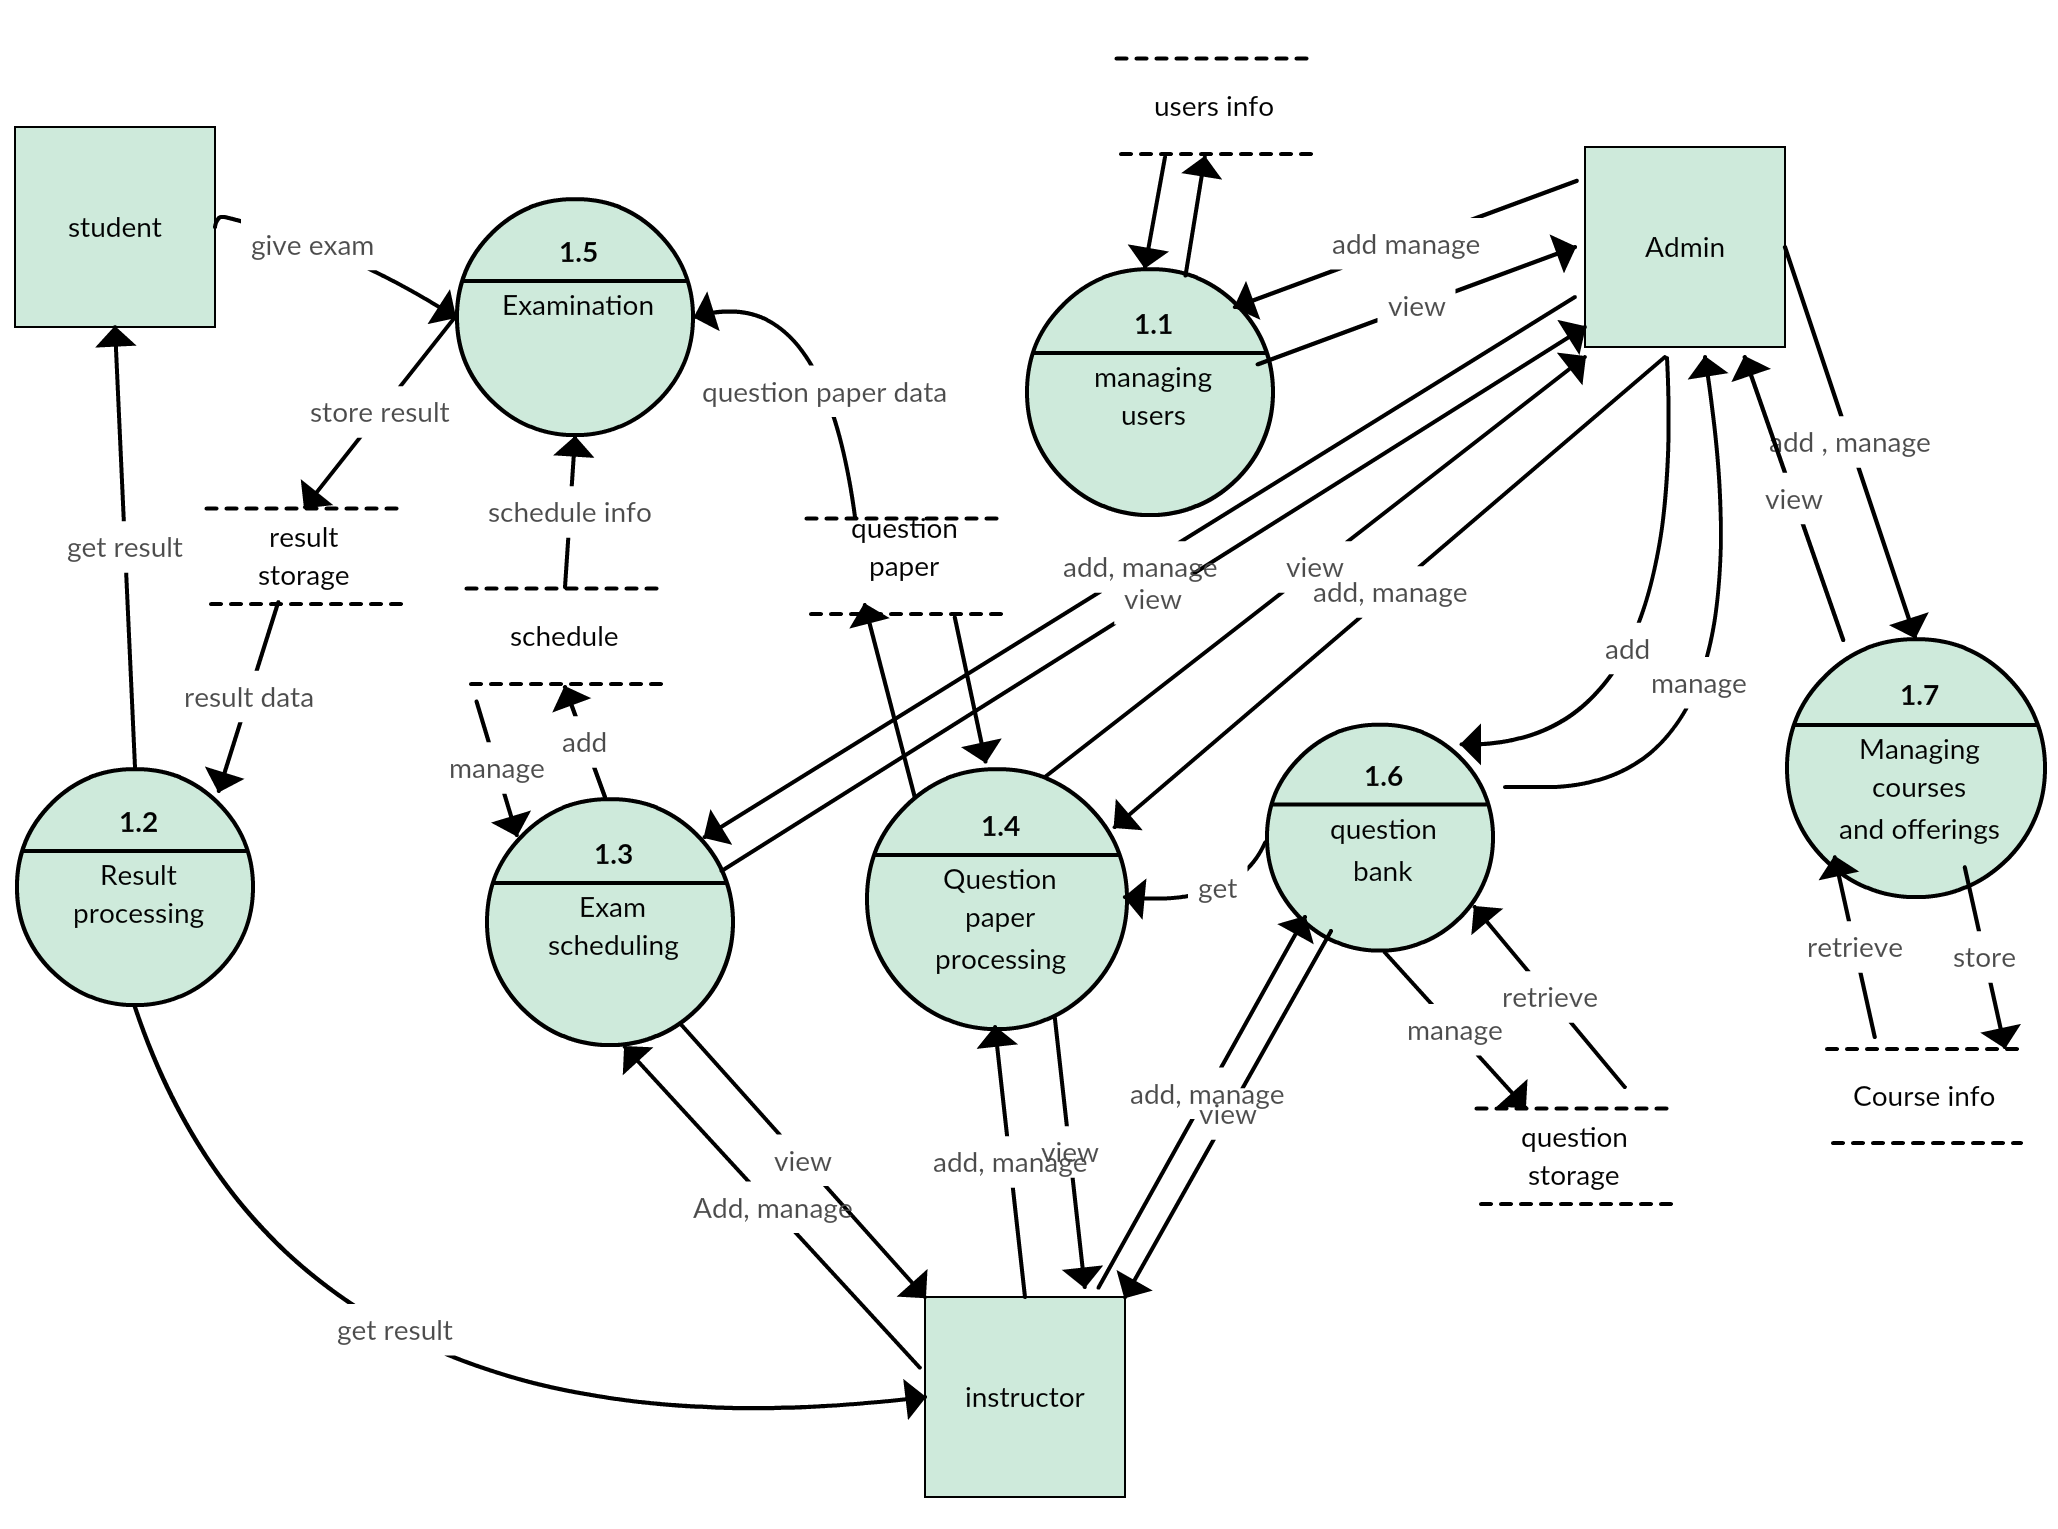 users info
student
give exam
1.5
Examination
add manage
Admin
view
1.1
managing
users
store result
question paper data
add , manage
view
get result
result
storage
schedule info
question
paper
add, manage
view
view
add, manage
schedule
add
manage
result data
add
manage
1.7
Managing
courses
and offerings
1.2
Result
processing
1.3
Exam
scheduling
1.4
Question
paper
processing
1.6
question
bank
get
retrieve
store
retrieve
manage
Course info
add, manage
view
question
storage
view
add, manage
view
Add, manage
get result
instructor